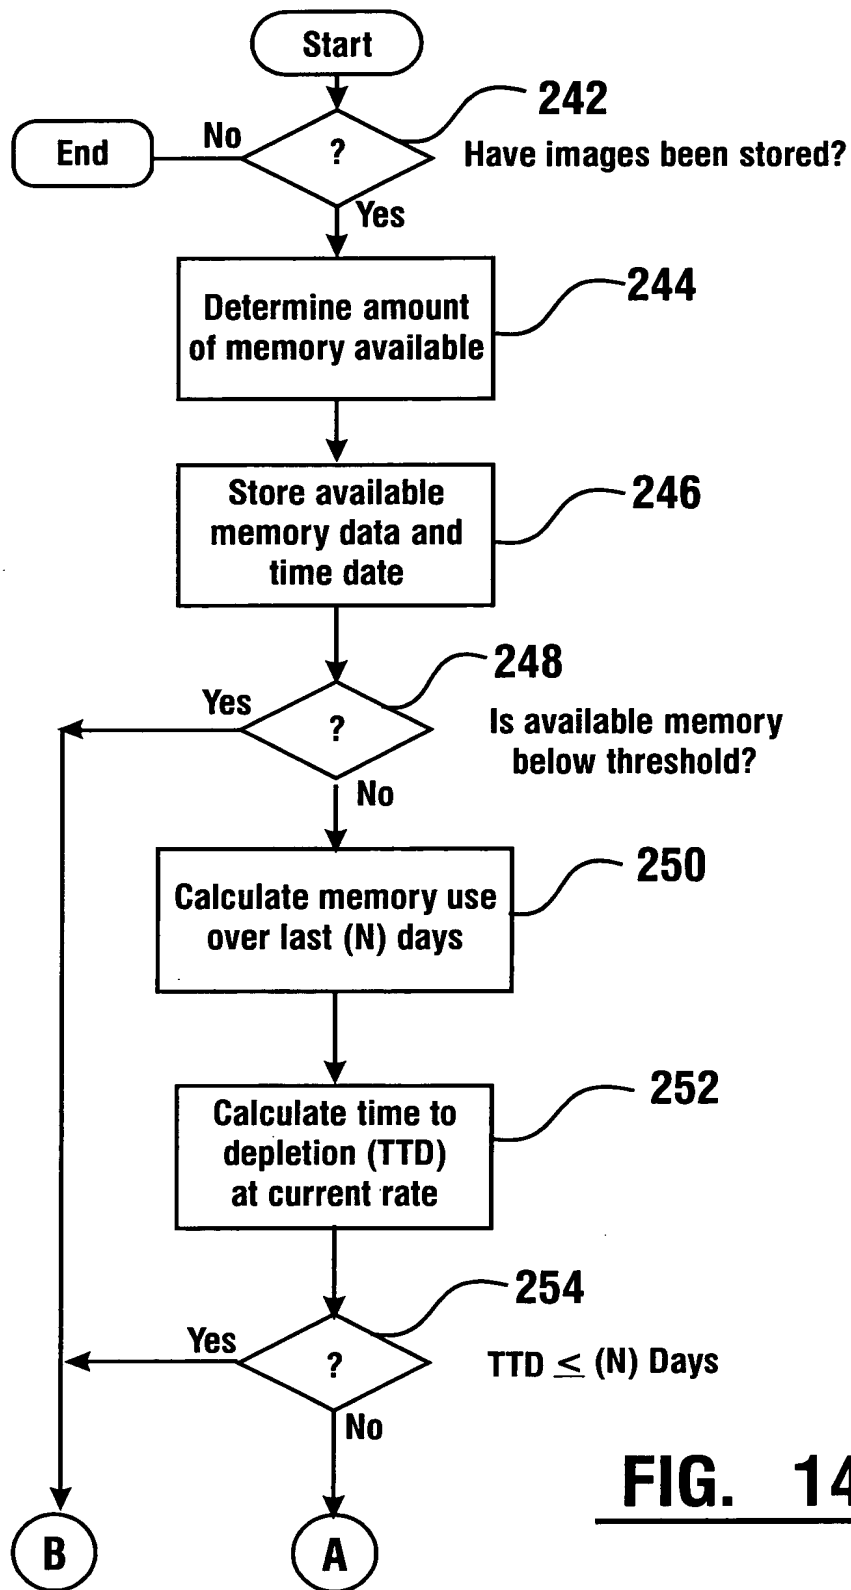 Start
242
No
End
?
Have images been stored?
Yes
244
Determine amount
of memory available
246
Store available
memory data and
time date
248
Yes
?
Is available memory
below threshold?
No
250
Calculate memory use
over last (N) days
252
Calculate time to
depletion (TTD)
at current rate
254
Yes
?
TTD ≤ (N) Days
No
FIG. 14
B
A